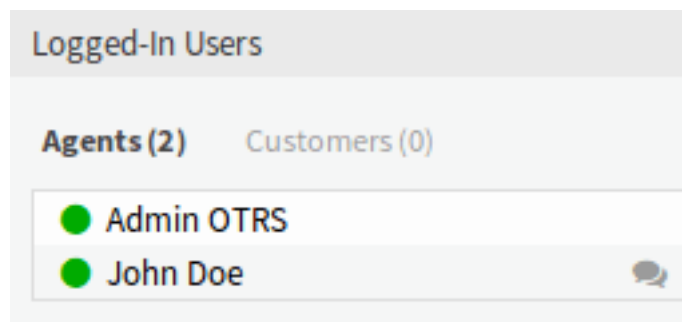 Logged-In Users
Agents (2) Customers (0)
Admin OTRS
John Doe